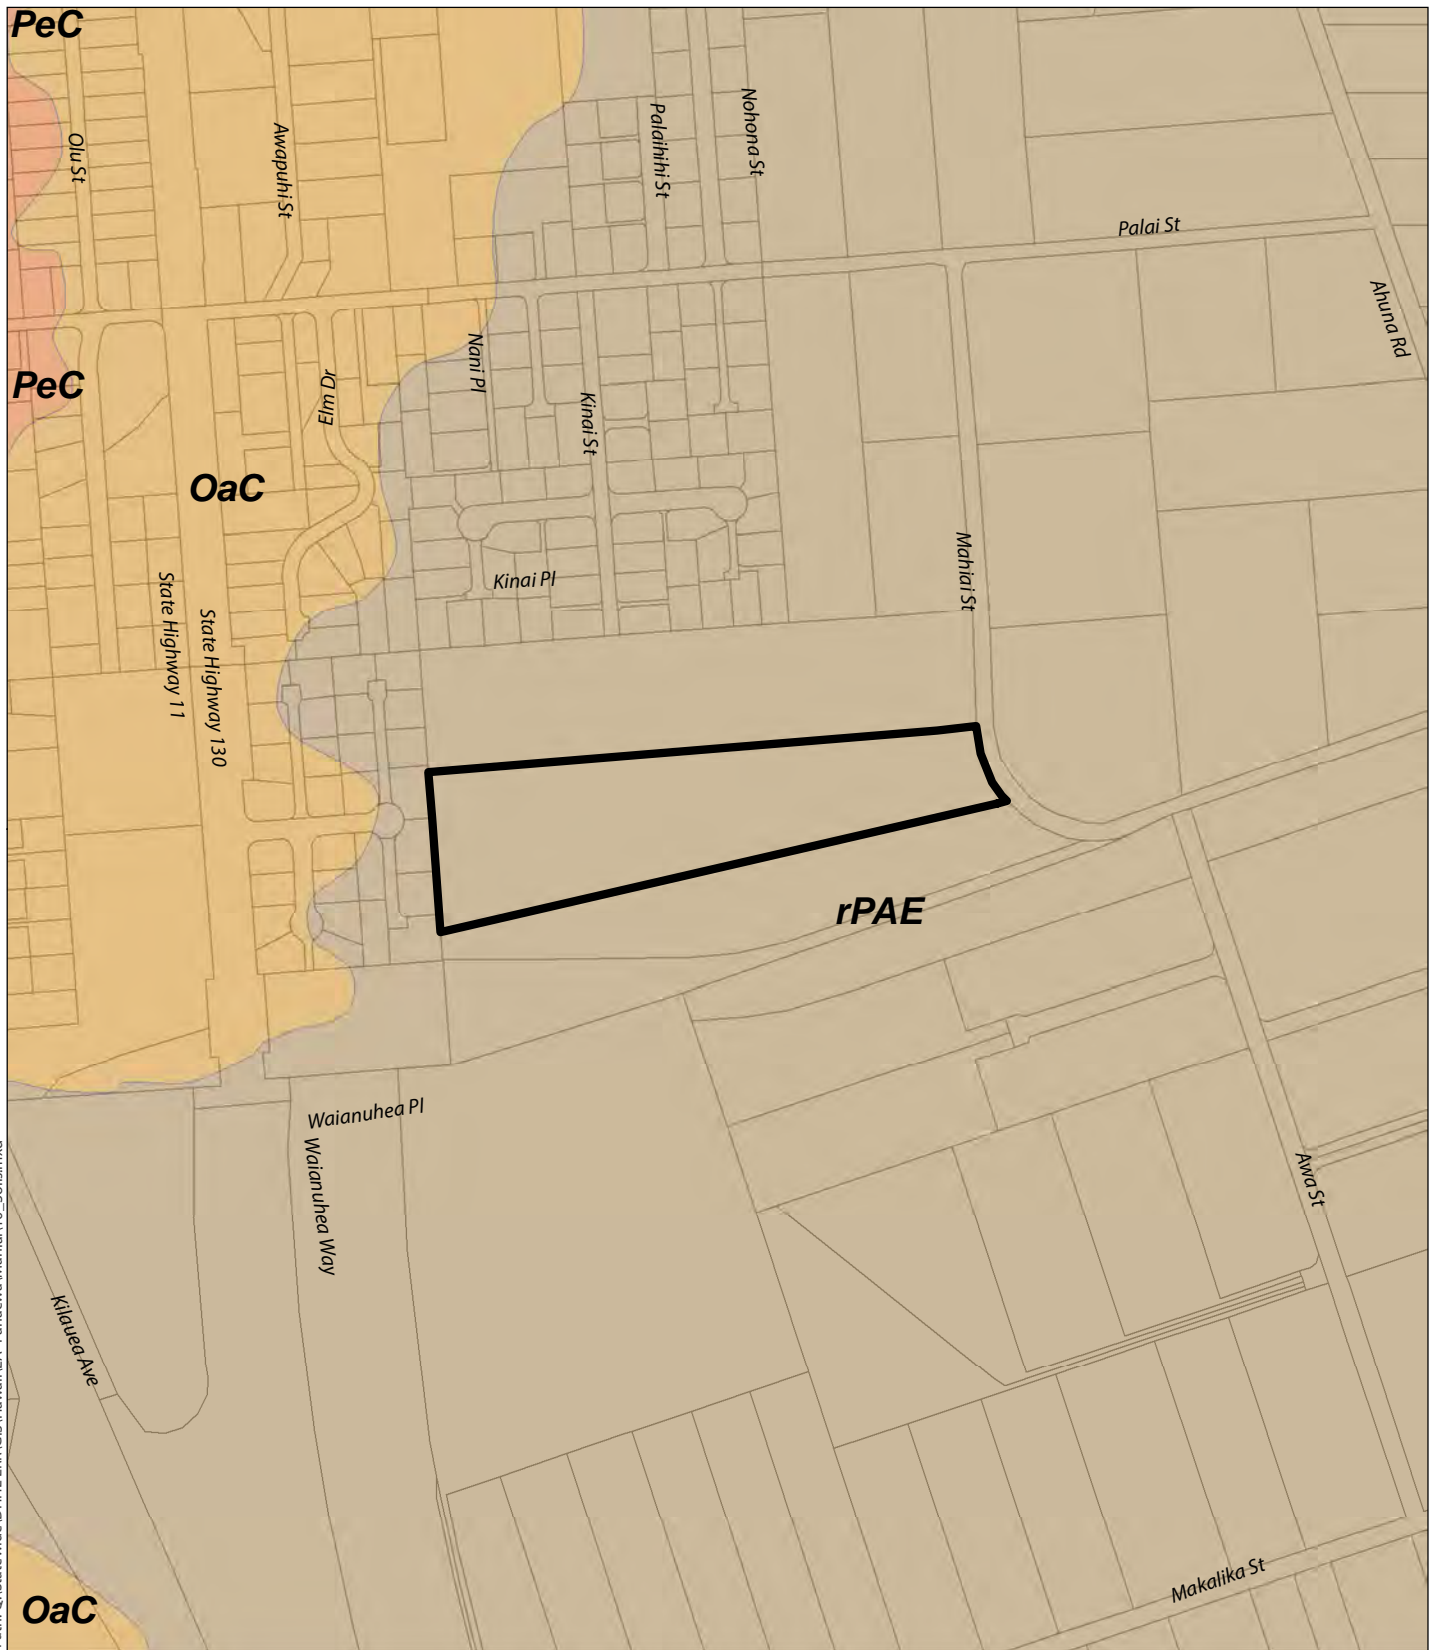 PeC
Olu St
Awapuhi St
Palaihihi St
Nohona St
Palai St
Ahuna Rd
Nani Pl
Elm Dr
PeC
Kinai St
OaC
Mahiai St
Kinai Pl
State Highway 11
State Highway 130
rPAE
Waianuhea Pl
Waianuhea Way
Awa St
Kilauea Ave
Makalika St
OaC